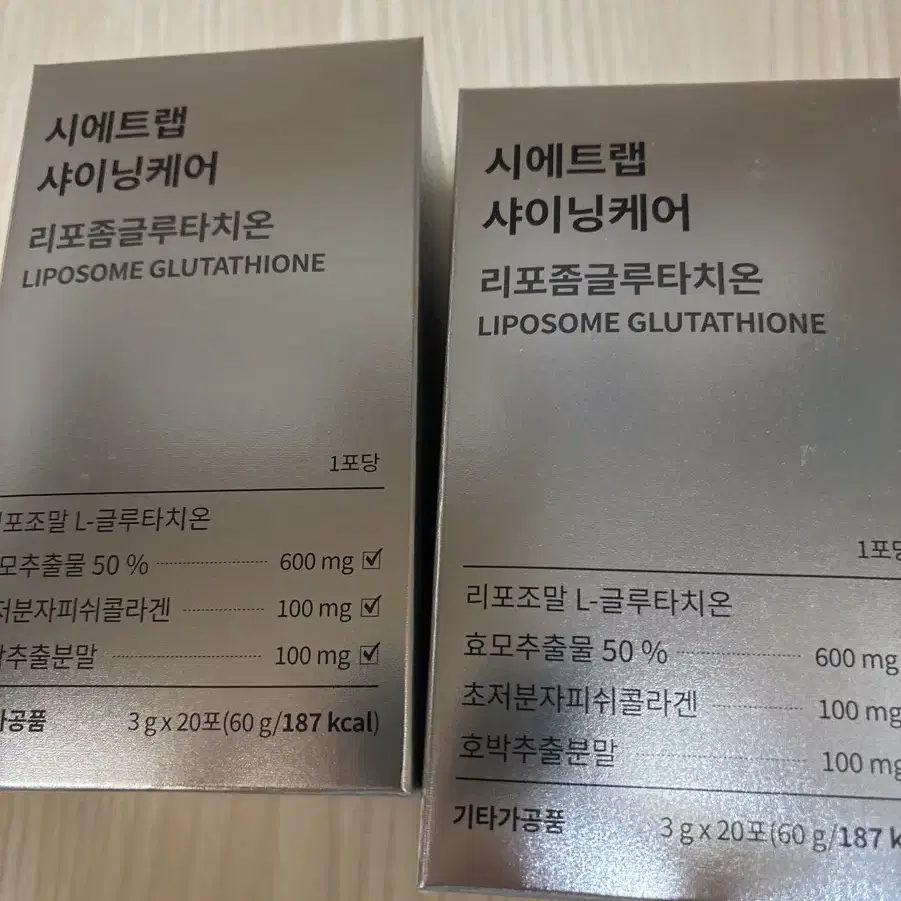 시에트랩
샤이닝케어
리포좀글루타치온
LIPOSOME GLUTATHIONE
1포당
포조말 L-글루타치온
모추출물 50 % 600 mg
저분자피쉬콜라겐 100 mg
추출분말 100 mg
가공품 3 g x 20포(60 g/187 kcal)
시에트랩
샤이닝케어
리포좀글루타치온
LIPOSOME GLUTATHIONE
1포당
리포조말 L-글루타치온
효모추출물 50 % 600 mg
초저분자피쉬콜라겐 100 mg
호박추출분말 100 mg
기타가공품 3 g x 20포(60 g/187 k